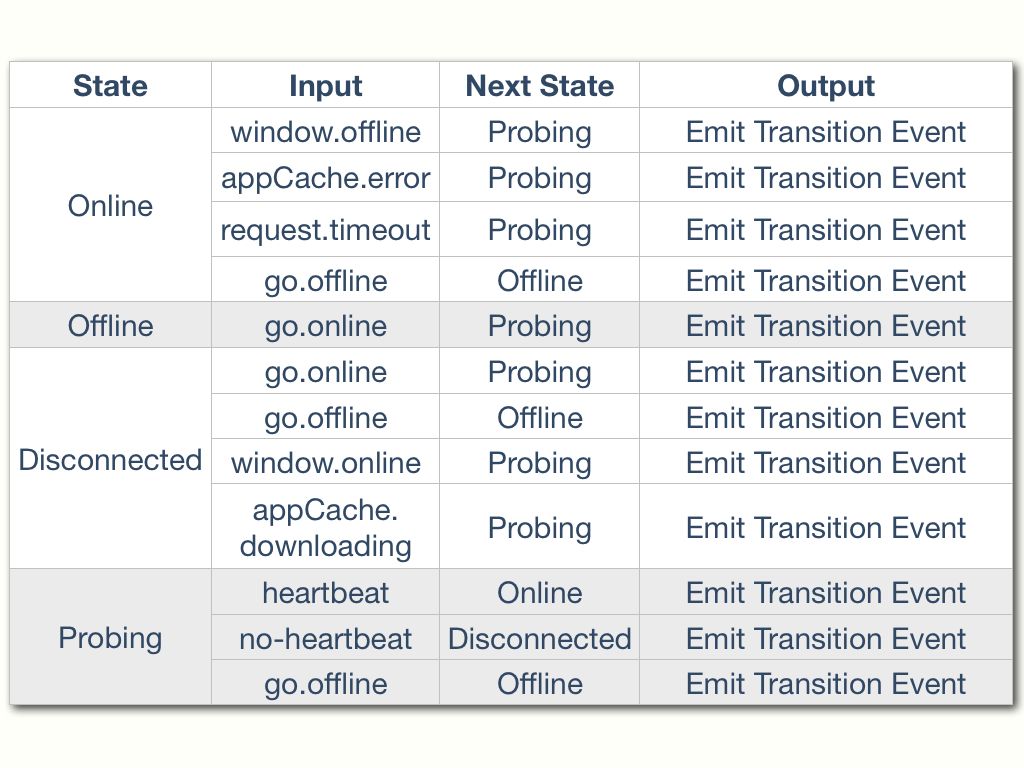 State Input Next State Output
Online
window.offline Probing Emit Transition Event
appCache.error Probing Emit Transition Event
request.timeout Probing Emit Transition Event
go.offline Offline Emit Transition Event
Offline go.online Probing Emit Transition Event
Disconnected
go.online Probing Emit Transition Event
go.offline Offline Emit Transition Event
window.online Probing Emit Transition Event
appCache.
downloading Probing Emit Transition Event
Probing
heartbeat Online Emit Transition Event
no-heartbeat Disconnected Emit Transition Event
go.offline Offline Emit Transition Event